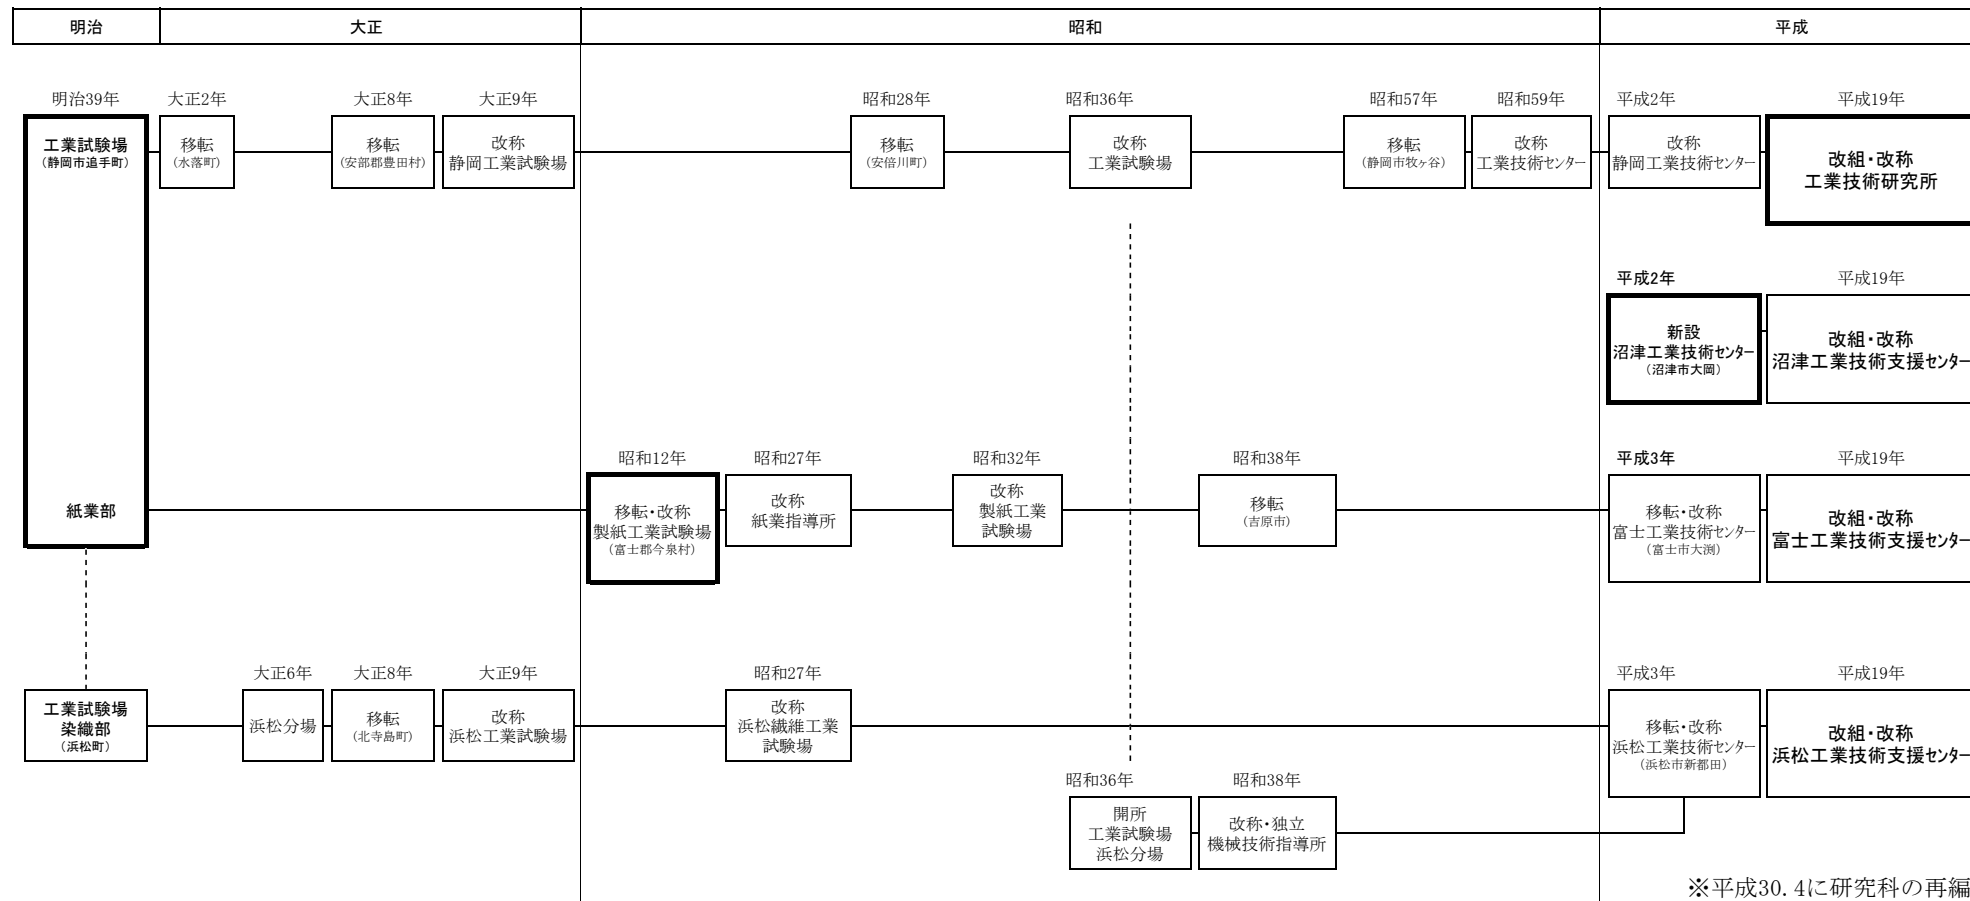 明治
大正
昭和
平成
明治39年
工業試験場
(静岡市追手町)
紙業部
大正2年
移転
(水落町)
大正8年
移転
(安部郡豊田村)
大正9年
改称
静岡工業試験場
昭和28年
移転
(安倍川町)
昭和36年
改称
工業試験場
昭和57年
移転
(静岡市牧ヶ谷)
昭和59年
改称
工業技術センター
平成2年
改称
静岡工業技術センター
平成19年
改組・改称
工業技術研究所
平成2年
新設
沼津工業技術センター
(沼津市大岡)
平成19年
改組・改称
沼津工業技術支援センター
昭和12年
移転・改称
製紙工業試験場
(富士郡今泉村)
昭和27年
改称
紙業指導所
昭和32年
改称
製紙工業
試験場
昭和38年
移転
(吉原市)
平成3年
移転・改称
富士工業技術センター
(富士市大渕)
平成19年
改組・改称
富士工業技術支援センター
工業試験場
染織部
(浜松町)
大正6年
浜松分場
大正8年
移転
(北寺島町)
大正9年
改称
浜松工業試験場
昭和27年
改称
浜松繊維工業
試験場
平成3年
移転・改称
浜松工業技術センター
(浜松市新都田)
平成19年
改組・改称
浜松工業技術支援センター
昭和36年
開所
工業試験場
浜松分場
昭和38年
改称・独立
機械技術指導所
※平成30.4に研究科の再編